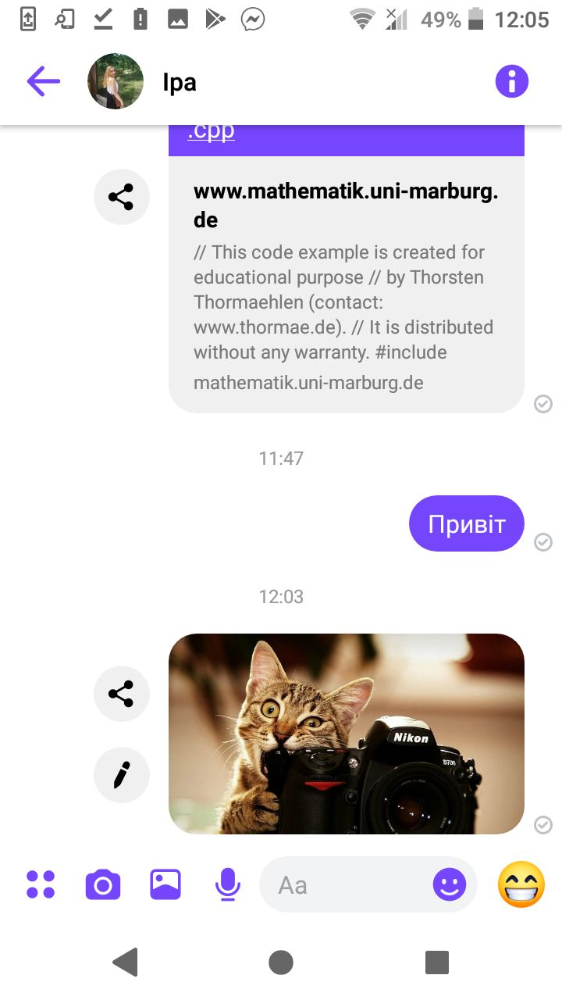 49% 12:05
Іра
.cpp
www.mathematik.uni-marburg.
de
// This code example is created for
educational purpose // by Thorsten
Thormaehlen (contact:
www.thormae.de). // It is distributed
without any warranty. #include
mathematik.uni-marburg.de
11:47
Привіт
12:03
Nikon
D700
Aa